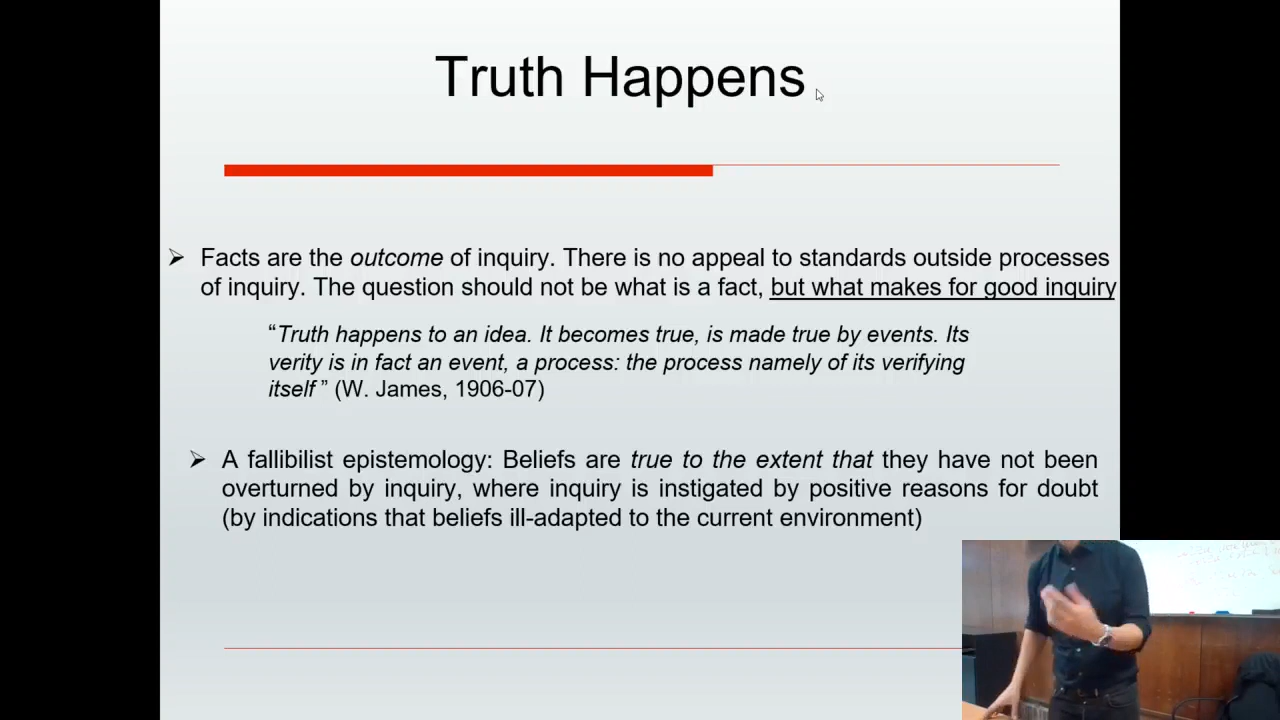 Truth Happens
➢ Facts are the outcome of inquiry. There is no appeal to standards outside processes
of inquiry. The question should not be what is a fact, but what makes for good inquiry
“Truth happens to an idea. It becomes true, is made true by events. Its
verity is in fact an event, a process: the process namely of its verifying
itself ” (W. James, 1906-07)
➢ A fallibilist epistemology: Beliefs are true to the extent that they have not been
overturned by inquiry, where inquiry is instigated by positive reasons for doubt
(by indications that beliefs ill-adapted to the current environment)